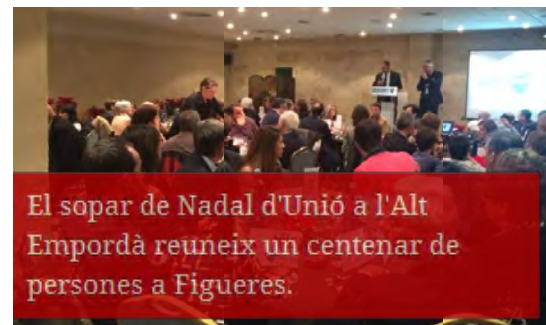 El sopar de Nadal d'Unió a l'Alt
Empordà reuneix un centenar de
persones a Figueres.